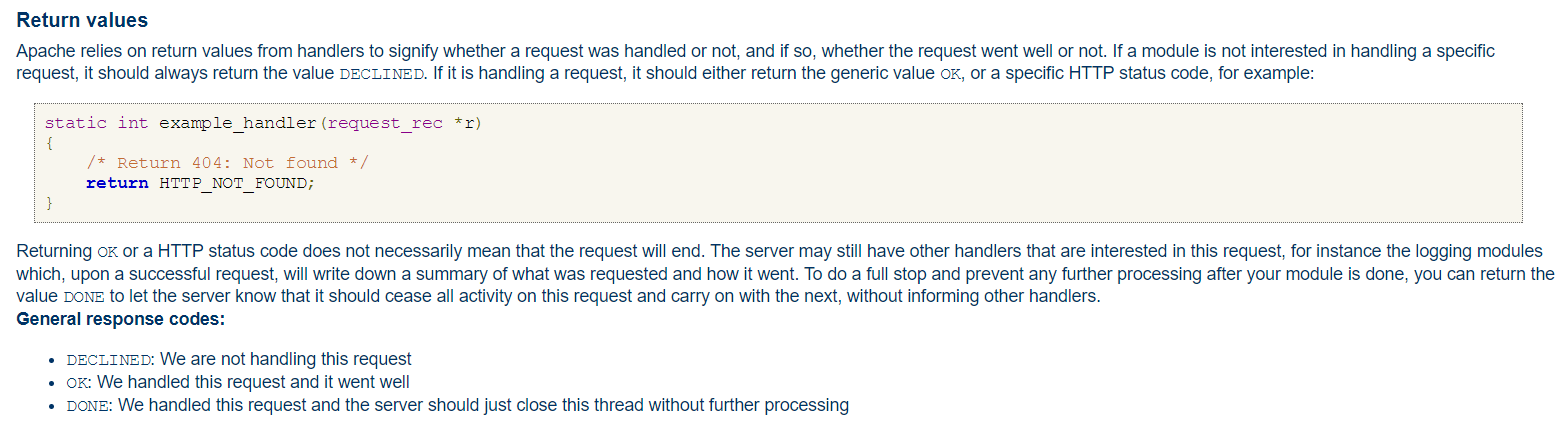 Return values
Apache relies on return values from handlers to signify whether a request was handled or not, and if so, whether the request went well or not. If a module is not interested in handling a specific
request, it should always return the value DECLINED. If it is handling a request, it should either return the generic value OK, or a specific HTTP status code, for example:
static int example_handler(request_rec *r)
{
    /* Return 404: Not found */
    return HTTP_NOT_FOUND;
}
Returning OK or a HTTP status code does not necessarily mean that the request will end. The server may still have other handlers that are interested in this request, for instance the logging modules
which, upon a successful request, will write down a summary of what was requested and how it went. To do a full stop and prevent any further processing after your module is done, you can return the
value DONE to let the server know that it should cease all activity on this request and carry on with the next, without informing other handlers.
General response codes:
• DECLINED: We are not handling this request
• OK: We handled this request and it went well
• DONE: We handled this request and the server should just close this thread without further processing